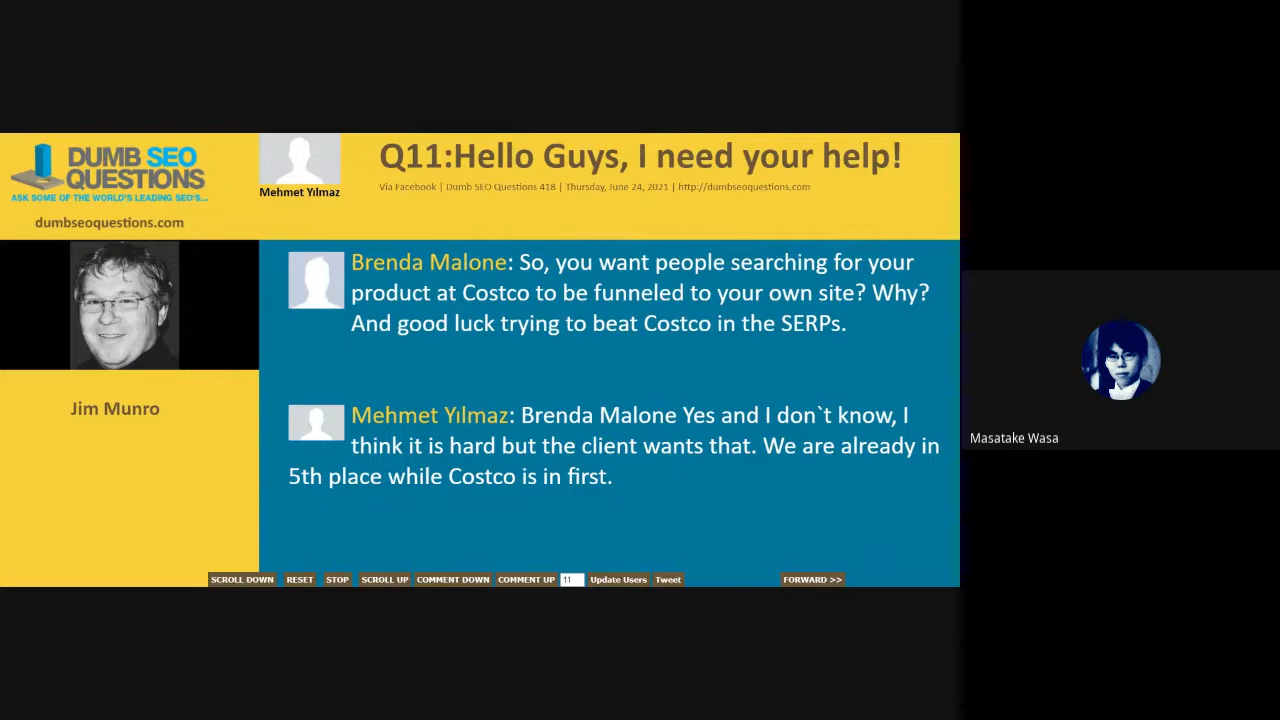 DUMB SEO
QUESTIONS
ASK SOME OF THE WORLD'S LEADING SEO'S...
dumbseoquestions.com
Mehmet Yılmaz
Q11:Hello Guys, I need your help!
Via Facebook | Dumb SEO Questions 418 | Thursday, June 24, 2021 | http://dumbseoquestions.com
Jim Munro
Brenda Malone: So, you want people searching for your
product at Costco to be funneled to your own site? Why?
And good luck trying to beat Costco in the SERPs.
Mehmet Yılmaz: Brenda Malone Yes and I don`t know, I
think it is hard but the client wants that. We are already in
5th place while Costco is in first.
Masatake Wasa
SCROLL DOWN RESET STOP SCROLL UP COMMENT DOWN COMMENT UP 11 Update Users Tweet FORWARD >>